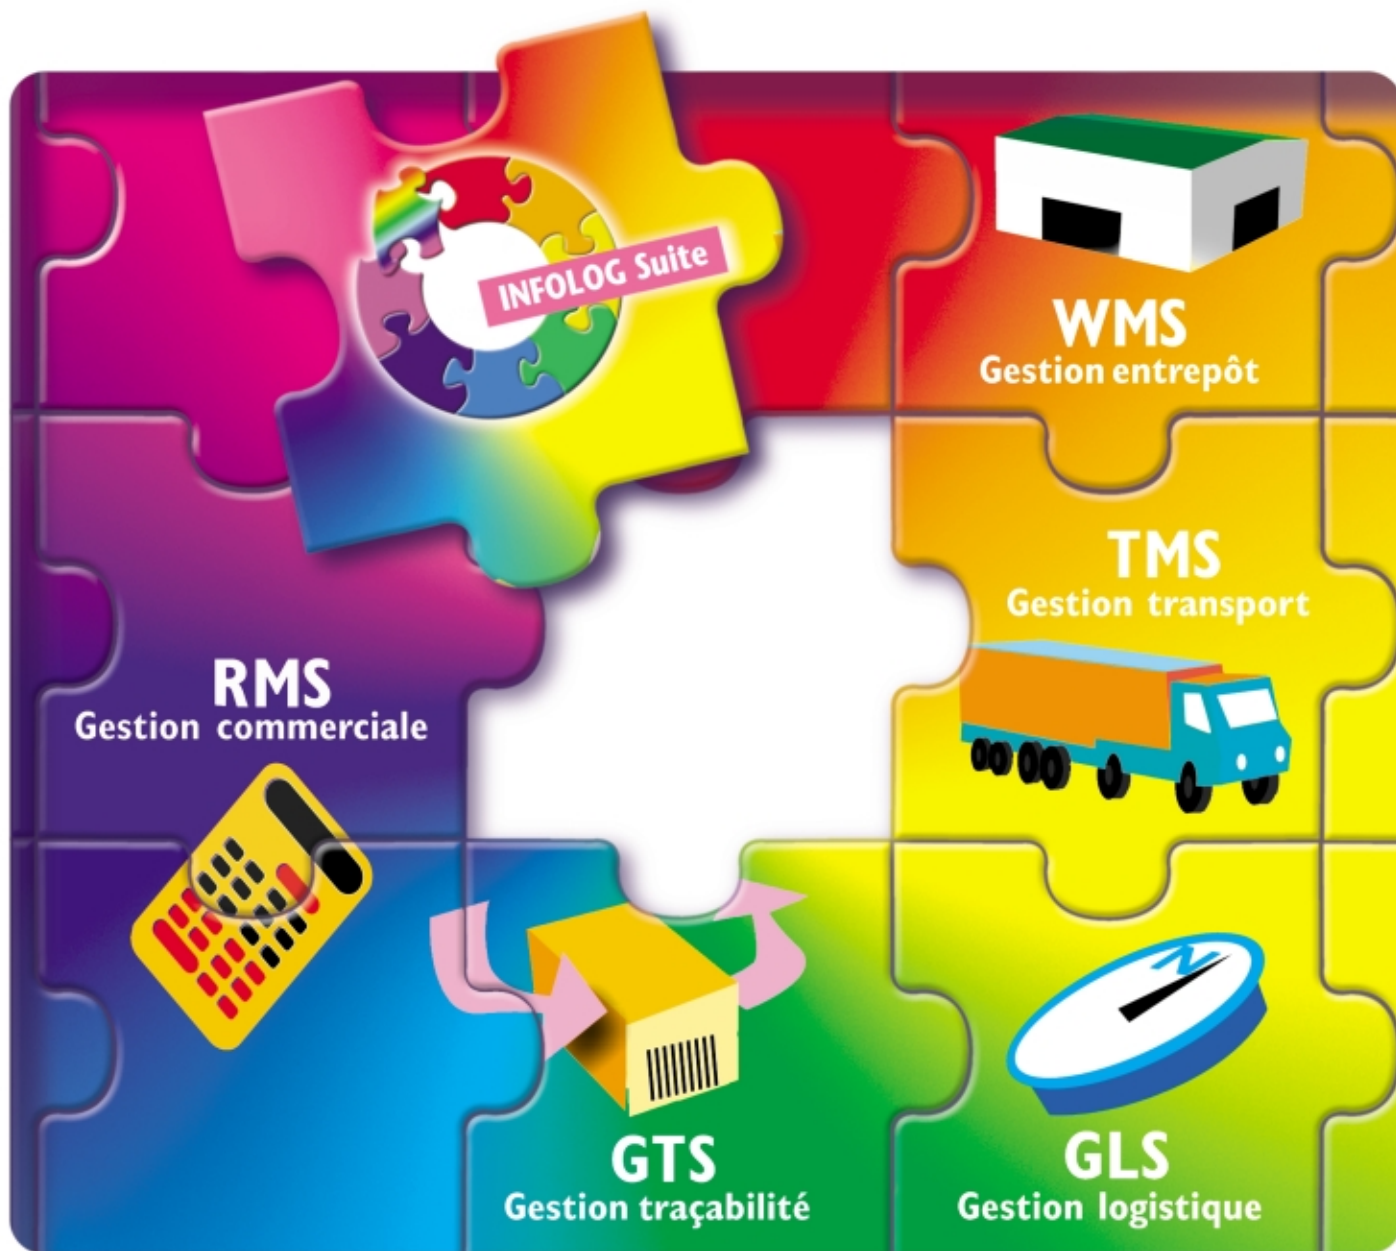 INFOLOG Suite
WMS
Gestion entrepôt
TMS
Gestion transport
RMS
Gestion commerciale
N
GTS
Gestion traçabilité
GLS
Gestion logistique